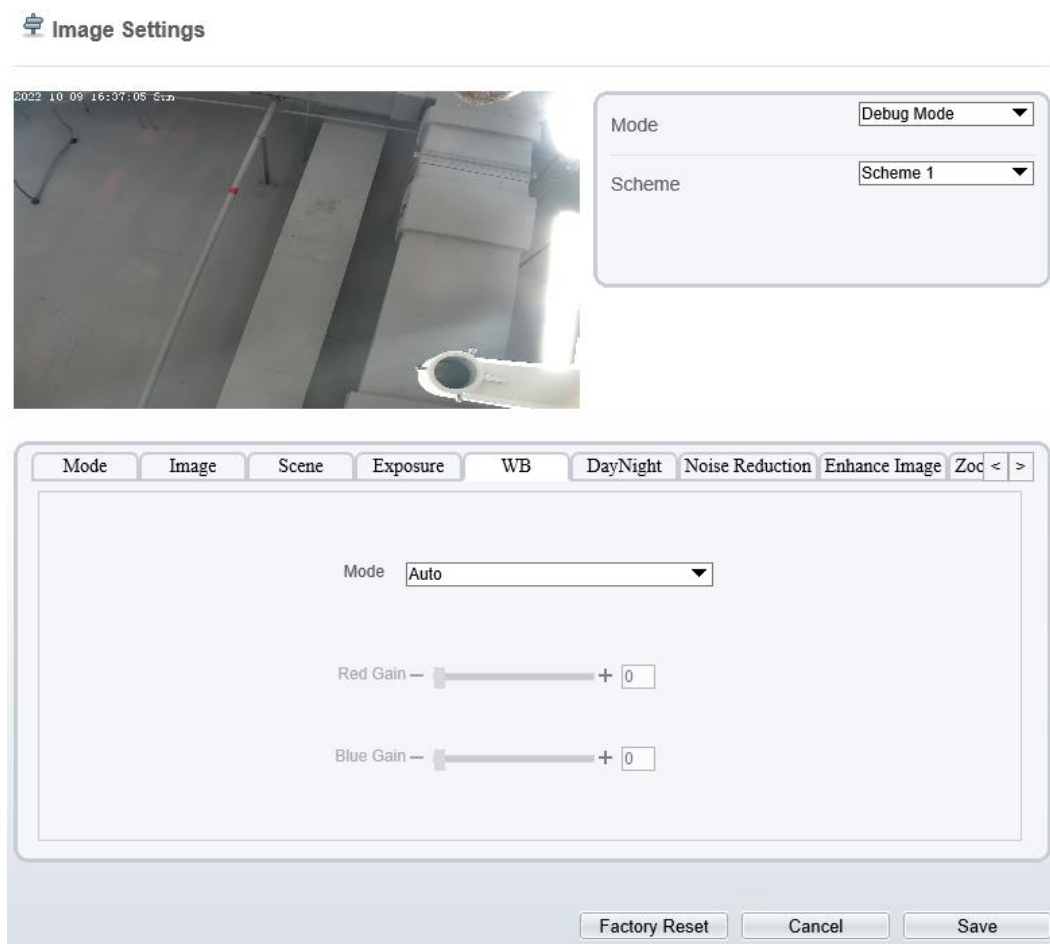 Image Settings
2022 10 09 16:37:05 Sun
Mode
Debug Mode
Scheme
Scheme 1
Mode
Image
Scene
Exposure
WB
DayNight
Noise Reduction
Enhance Image
Zoo
<
>
Mode
Auto
Red Gain
0
Blue Gain
0
Factory Reset
Cancel
Save